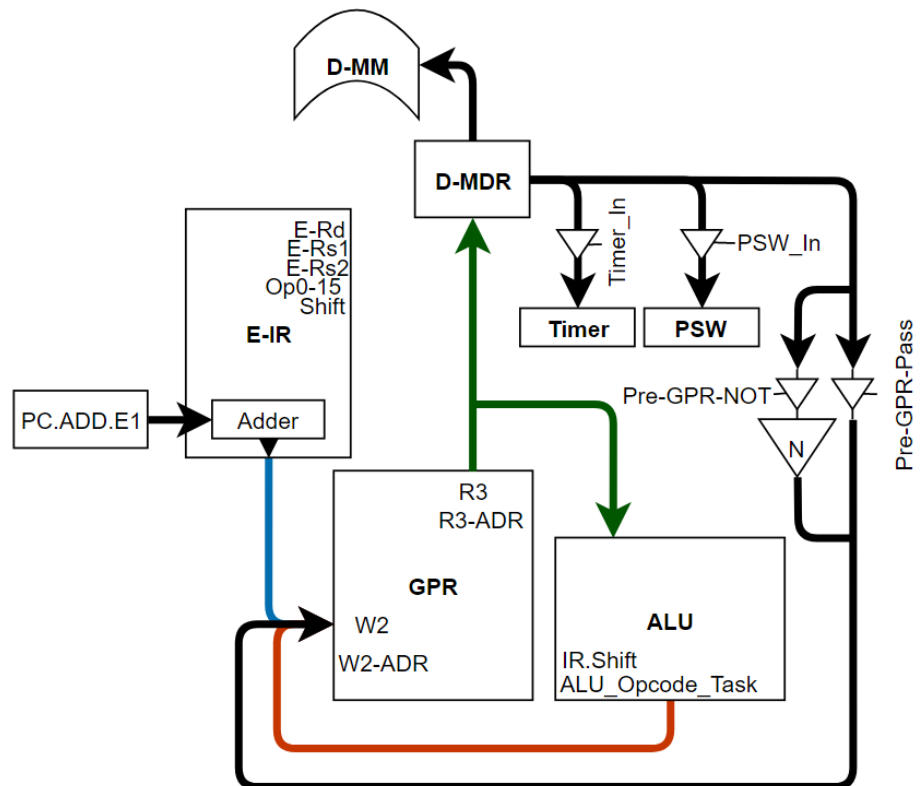 D-MM
D-MDR
Timer_In
PSW_In
E-Rd
E-Rs1
E-Rs2
Op0-15
Shift
E-IR
Timer
PSW
Pre-GPR-NOT
Pre-GPR-Pass
PC.ADD.E1
Adder
N
R3
R3-ADR
GPR
W2
W2-ADR
ALU
IR.Shift
ALU_Opcode_Task